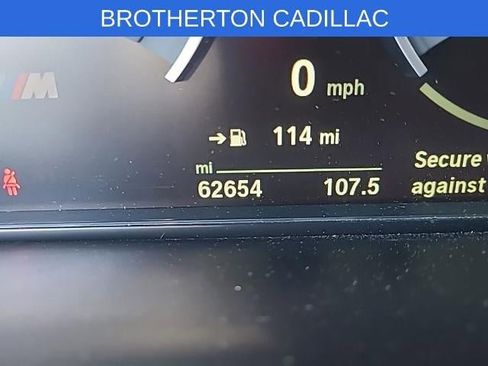 BROTHERTON CADILLAC
M
0 mph
114 mi
mi
62654 107.5
Secure
against